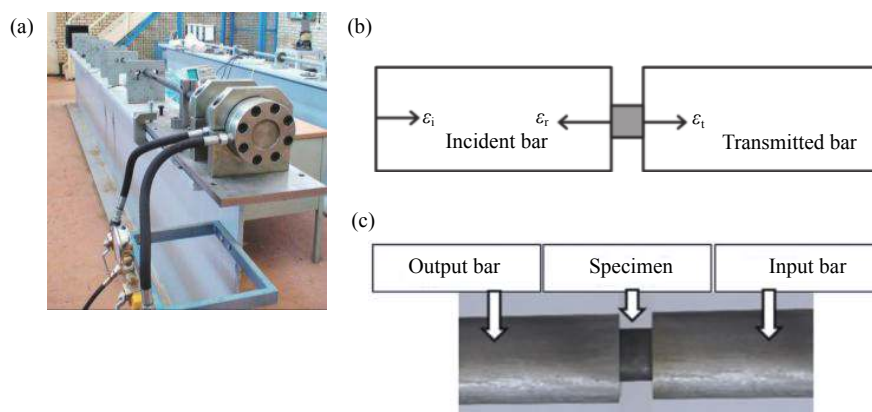 (a)
(b)
εi
εr
εt
Incident bar
Transmitted bar
(c)
Output bar
Specimen
Input bar